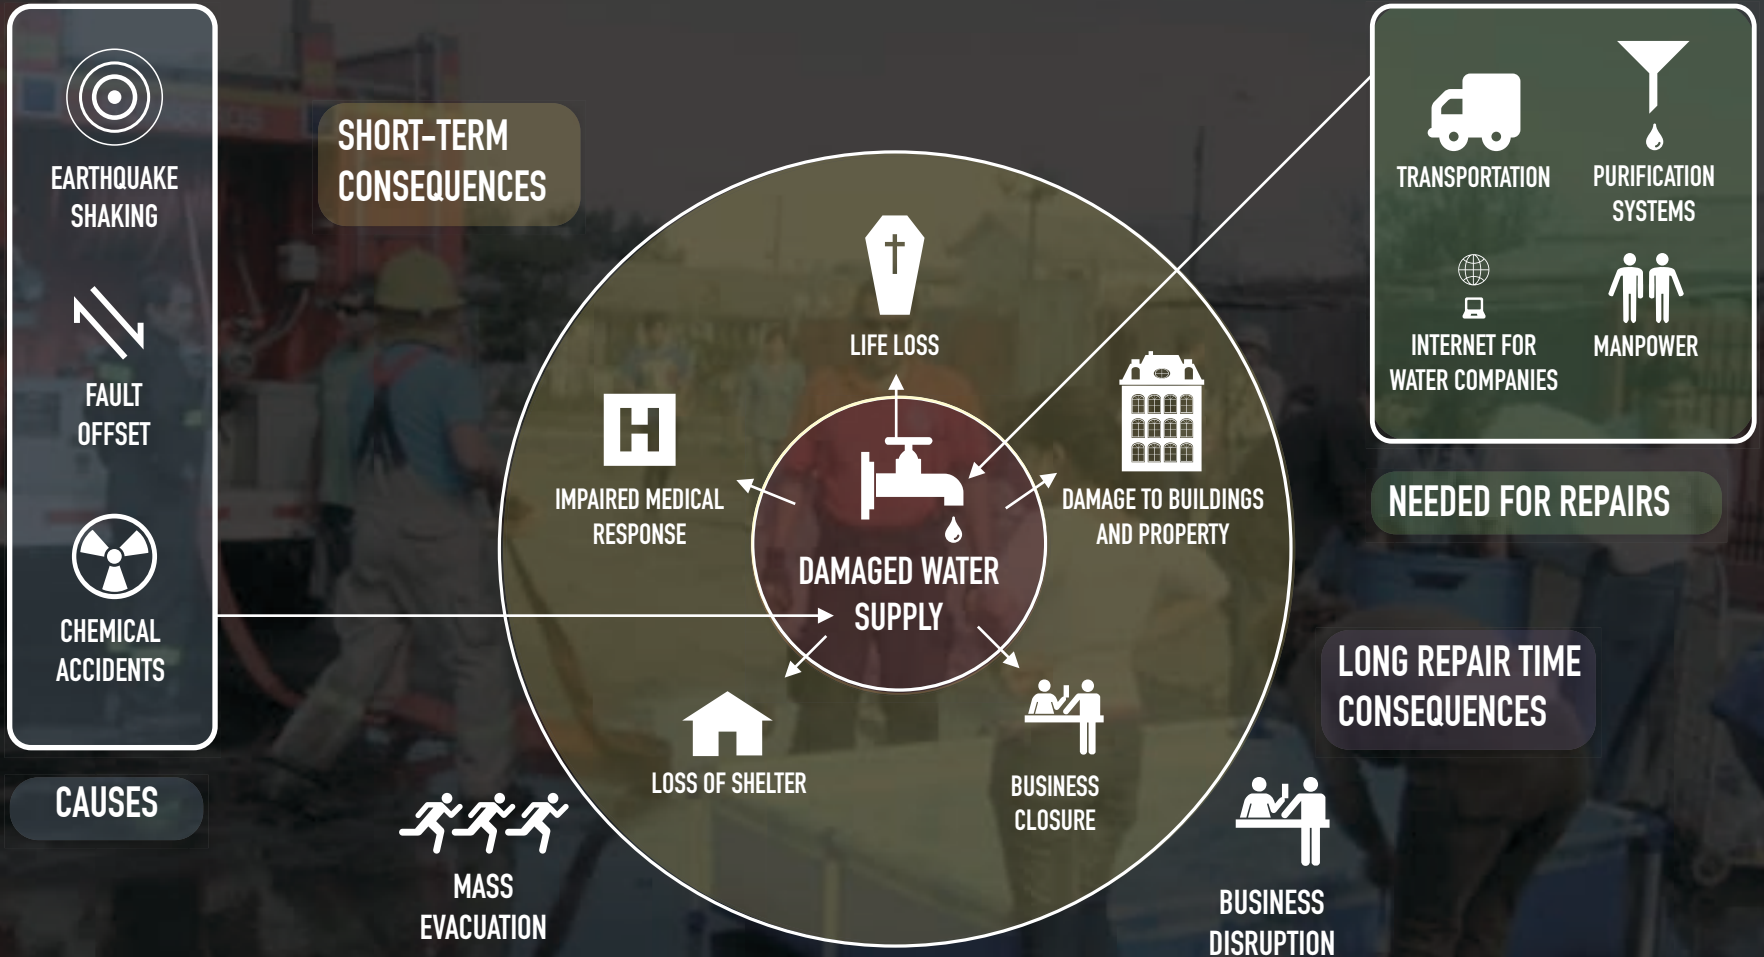 EARTHQUAKE
SHAKING
FAULT
OFFSET
CHEMICAL
ACCIDENTS
CAUSES
SHORT-TERM
CONSEQUENCES
LIFE LOSS
IMPAIRED MEDICAL
RESPONSE
DAMAGE TO BUILDINGS
AND PROPERTY
DAMAGED WATER
SUPPLY
LOSS OF SHELTER
BUSINESS
CLOSURE
MASS
EVACUATION
TRANSPORTATION
PURIFICATION
SYSTEMS
INTERNET FOR
WATER COMPANIES
MANPOWER
NEEDED FOR REPAIRS
LONG REPAIR TIME
CONSEQUENCES
BUSINESS
DISRUPTION